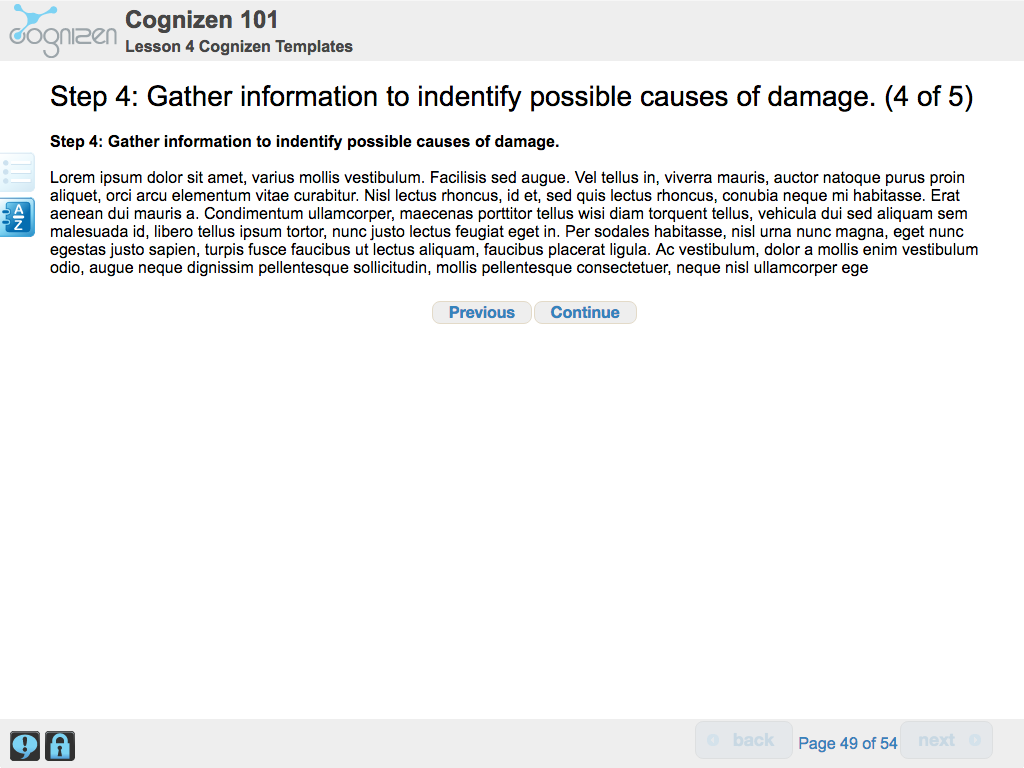 cognizen
Cognizen 101
Lesson 4 Cognizen Templates
Step 4: Gather information to indentify possible causes of damage. (4 of 5)
Step 4: Gather information to indentify possible causes of damage.
Lorem ipsum dolor sit amet, varius mollis vestibulum. Facilisis sed augue. Vel tellus in, viverra mauris, auctor natoque purus proin
aliquet, orci arcu elementum vitae curabitur. Nisl lectus rhoncus, id et, sed quis lectus rhoncus, conubia neque mi habitasse. Erat
aenean dui mauris a. Condimentum ullamcorper, maecenas porttitor tellus wisi diam torquent tellus, vehicula dui sed aliquam sem
malesuada id, libero tellus ipsum tortor, nunc justo lectus feugiat eget in. Per sodales habitasse, nisl urna nunc magna, eget nunc
egestas justo sapien, turpis fusce faucibus ut lectus aliquam, faucibus placerat ligula. Ac vestibulum, dolor a mollis enim vestibulum
odio, augue neque dignissim pellentesque sollicitudin, mollis pellentesque consectetuer, neque nisl ullamcorper ege
A
Z
Previous Continue
back Page 49 of 54 next